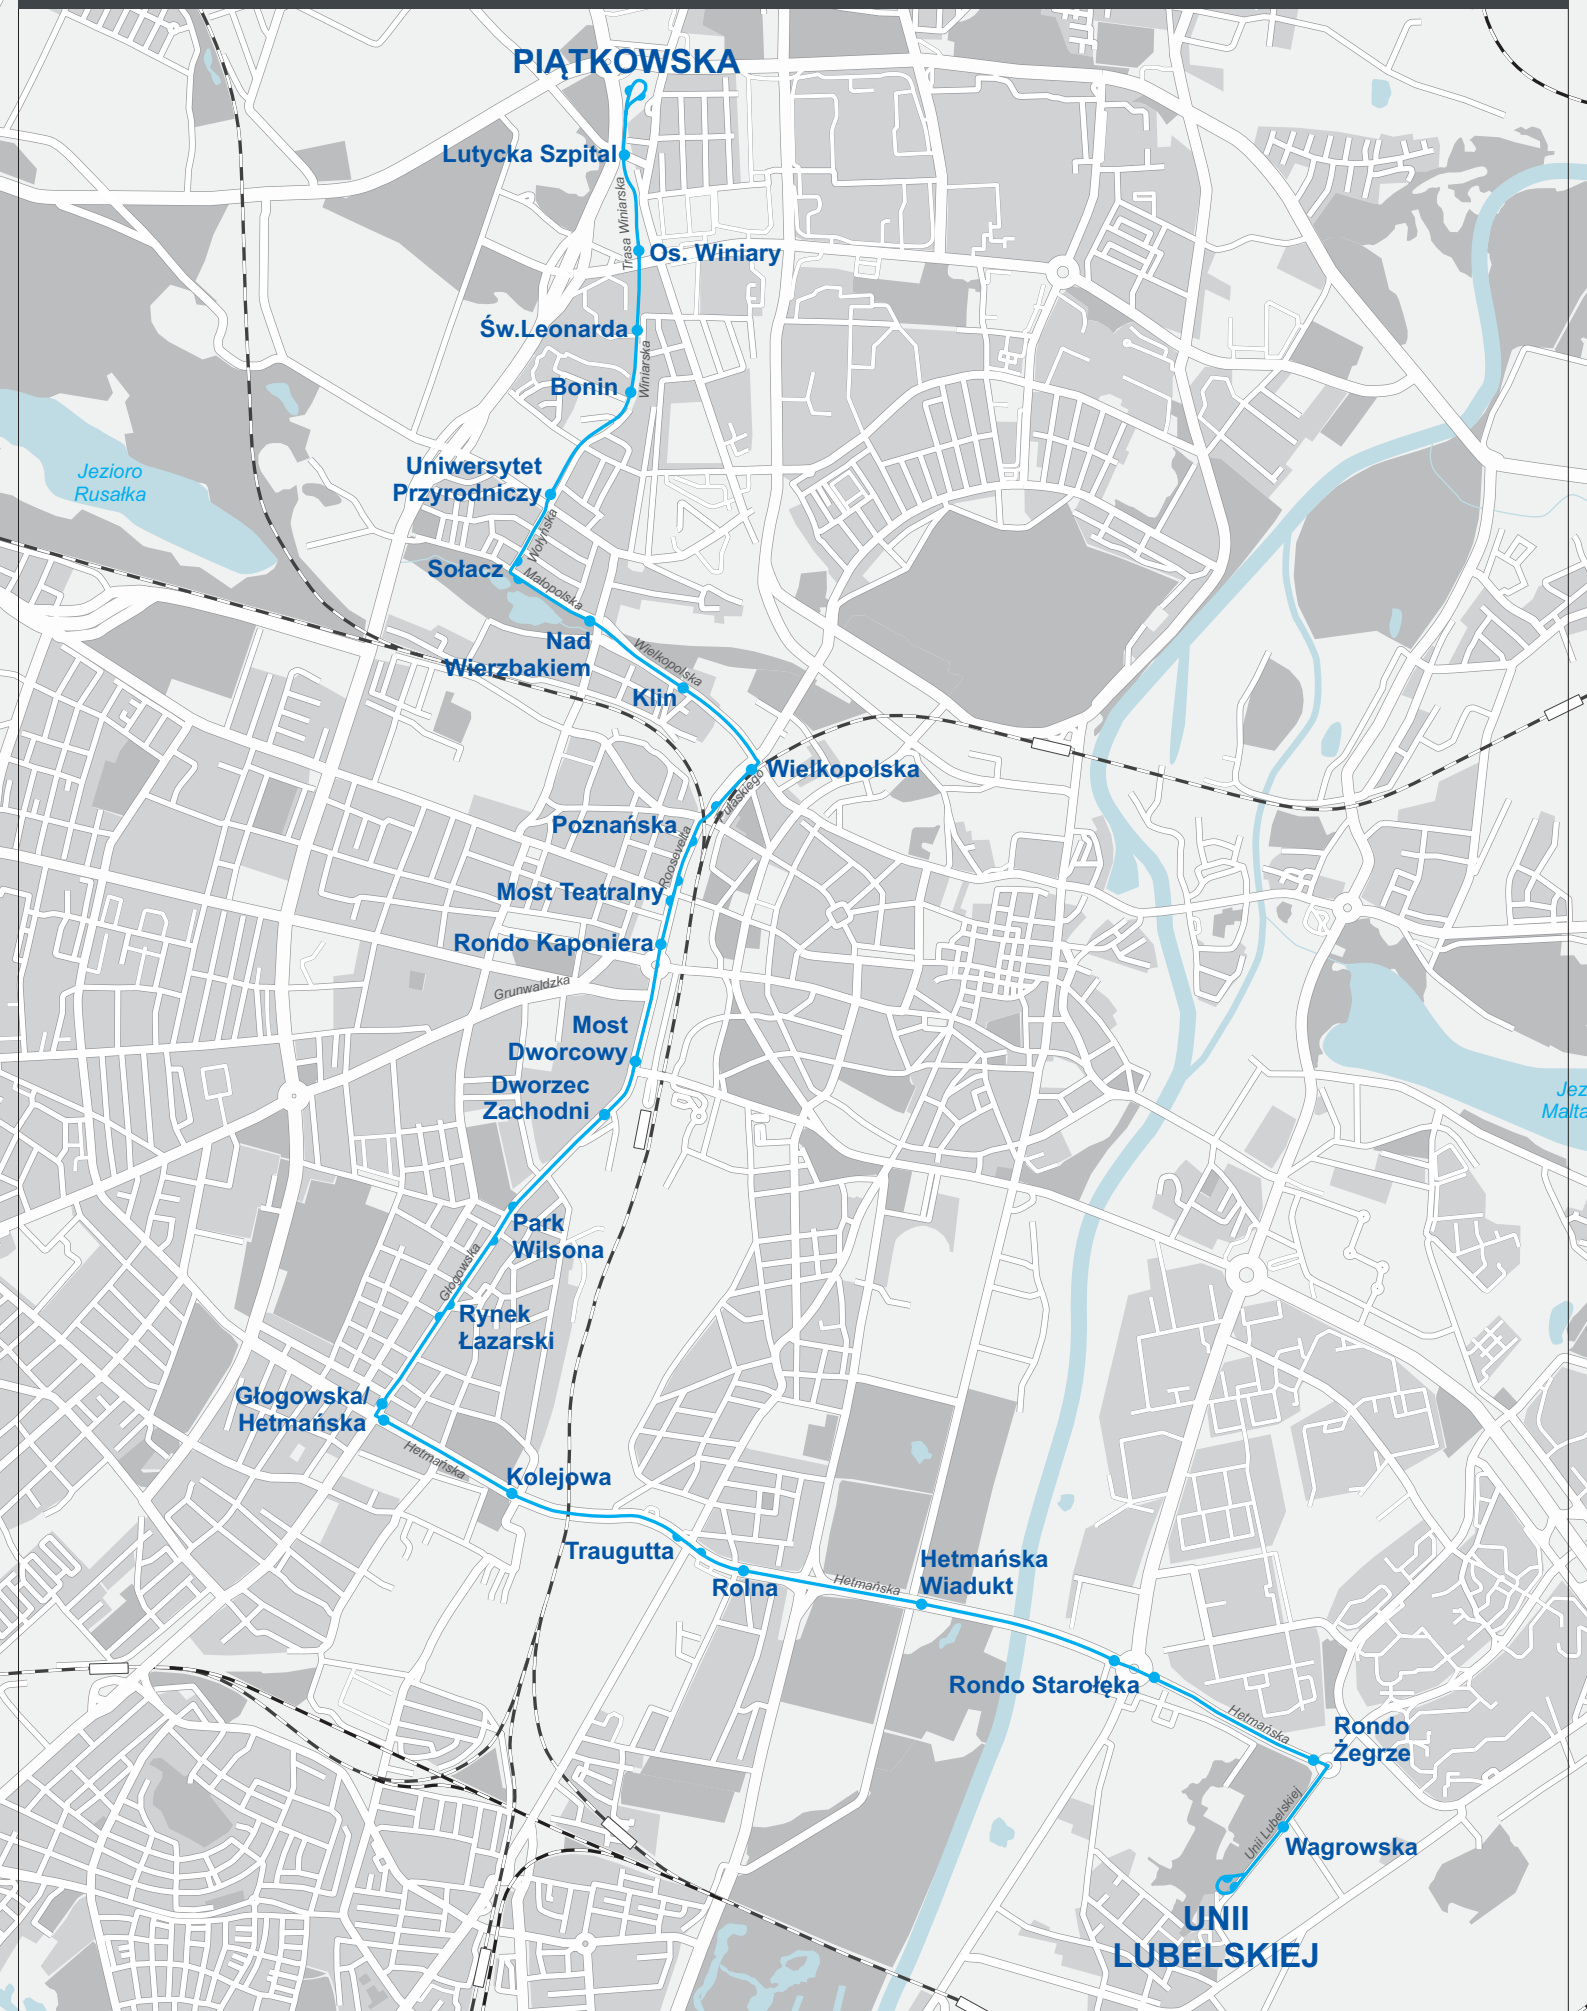 PIĄTKOWSKA
Lutycka Szpital
Trasa Winiarska
Os. Winiary
Św.Leonarda
Winiarska
Bonin
Uniwersytet
Przyrodniczy
Jezioro
Rusałka
Wołyńska
Sołacz
Małopolska
Nad
Wierzbakiem
Wielkopolska
Klin
Wielkopolska
Pułaskiego
Poznańska
Roosevelta
Most Teatralny
Rondo Kaponiera
Grunwaldzka
Most
Dworcowy
Dworzec
Zachodni
Jez
Malta
Park
Wilsona
Głogowska
Rynek
Łazarski
Głogowska/
Hetmańska
Hetmańska
Kolejowa
Traugutta
Rolna
Hetmańska
Hetmańska
Wiadukt
Rondo Starołęka
Hetmańska
Rondo
Żegrze
Unii Lubelskiej
Wagrowska
UNII
LUBELSKIEJ